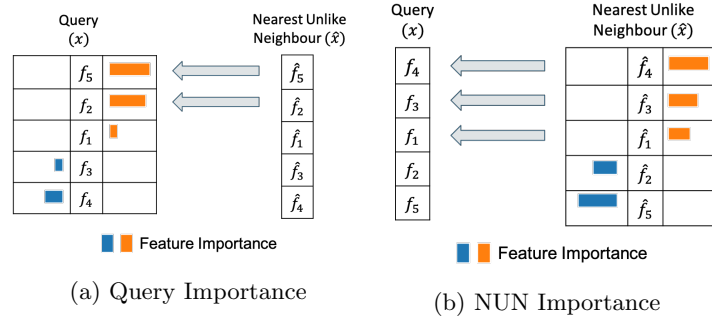 Query
(x)
Nearest Unlike
Neighbour (x̂)
f₅
f̂₅
f₂
f̂₂
f₁
f̂₁
f₃
f̂₃
f₄
f̂₄
Feature Importance
(a) Query Importance
Query
(x)
Nearest Unlike
Neighbour (x̂)
f₄
f̂₄
f₃
f̂₃
f₁
f̂₁
f₂
f̂₂
f₅
f̂₅
Feature Importance
(b) NUN Importance